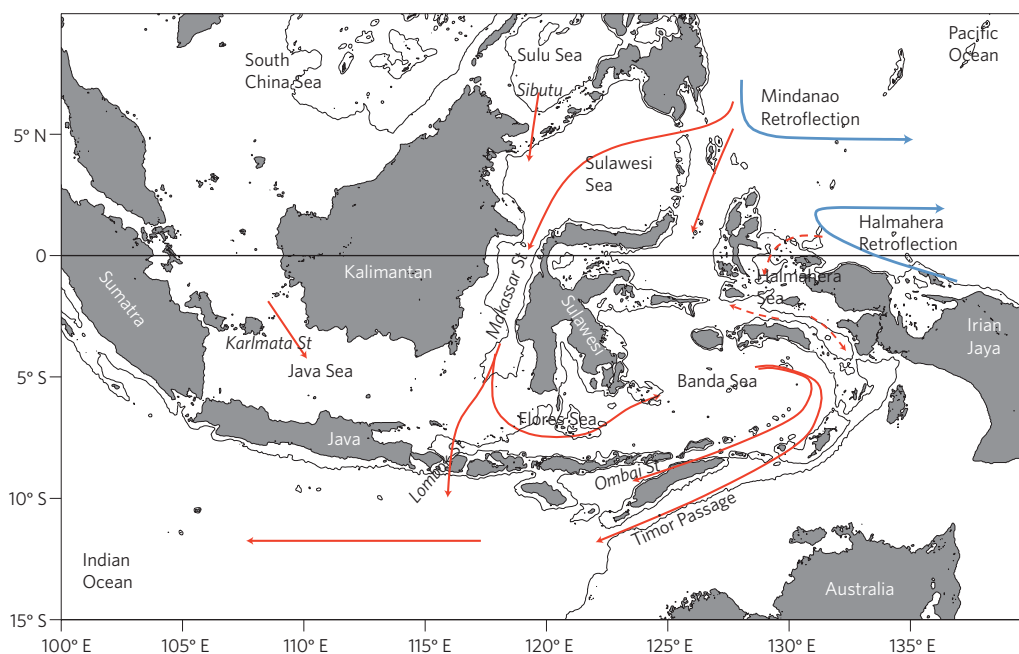 South
China Sea
Sulu Sea
Pacific
Ocean
Sibutu
Mindanao
Retroflection
5° N
Sulawesi
Sea
Halmahera
Retroflection
0
Kalimantan
Makassar St
Halmahera
Sea
Sumatra
Sulawesi
Karlmata St
Irian
Jaya
Java Sea
5° S
Banda Sea
Flores Sea
Java
Ombai St
10° S
Timor Passage
Indian
Ocean
Australia
15° S
100° E
105° E
110° E
115° E
120° E
125° E
130° E
135° E